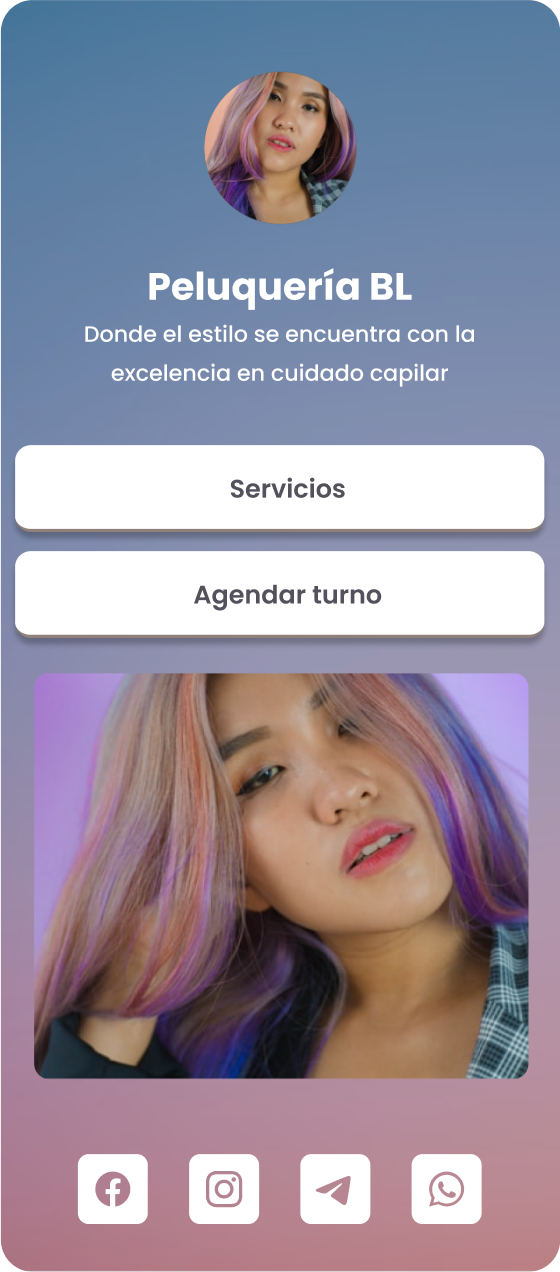 Peluquería BL
Donde el estilo se encuentra con la
excelencia en cuidado capilar
Servicios
Agendar turno